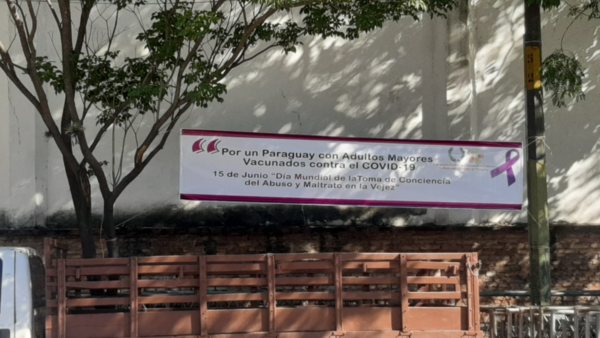 “Por un Paraguay con Adultos Mayores
Vacunados contra el COVID-19
15 de Junio "Día Mundial de laToma de Conciencia
del Abuso y Maltrato en la Vejez"